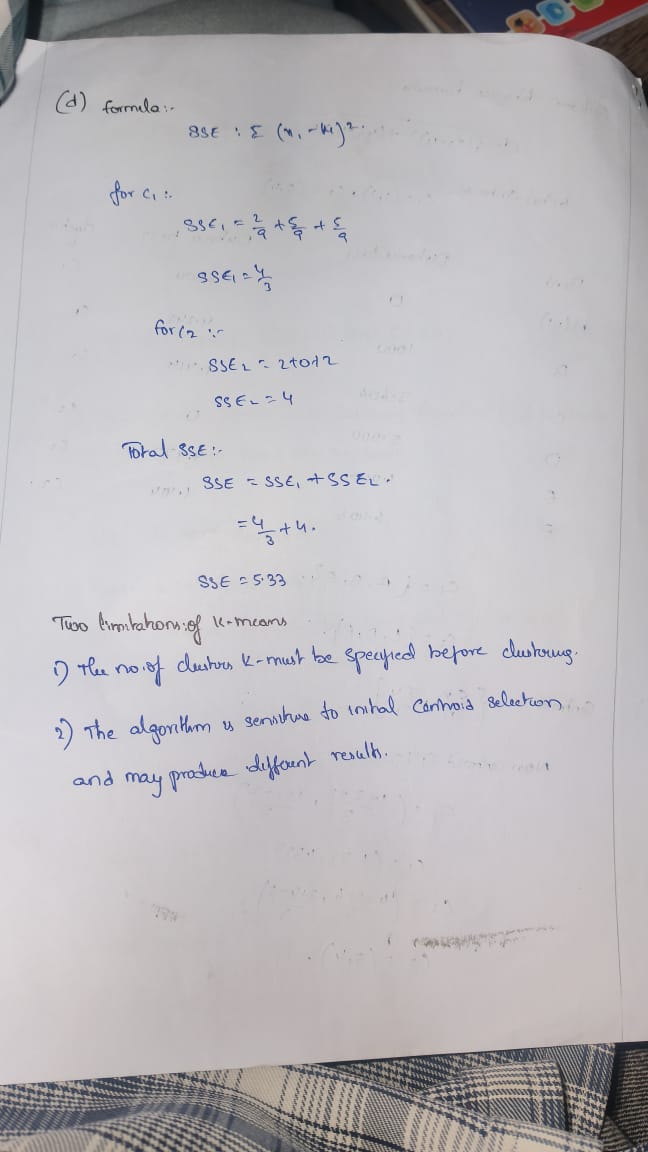 (d) formula:-
SSE : Σ (x₁ - μi)².
for C₁ :-
SSE₁ = 2/9 + 5/9 + 5/9
SSE₁ = 4/3
for C2 :-
SSE₂ = 2+0+2
SSE₂ = 4
Total SSE:-
SSE = SSE₁ + SSE₂.
= 4/3 + 4.
SSE = 5.33
Two limitations of K-means
1) The no. of clusters K-must be specified before clustering.
2) The algorithm is sensitive to initial centroid selection
and may produce different results.